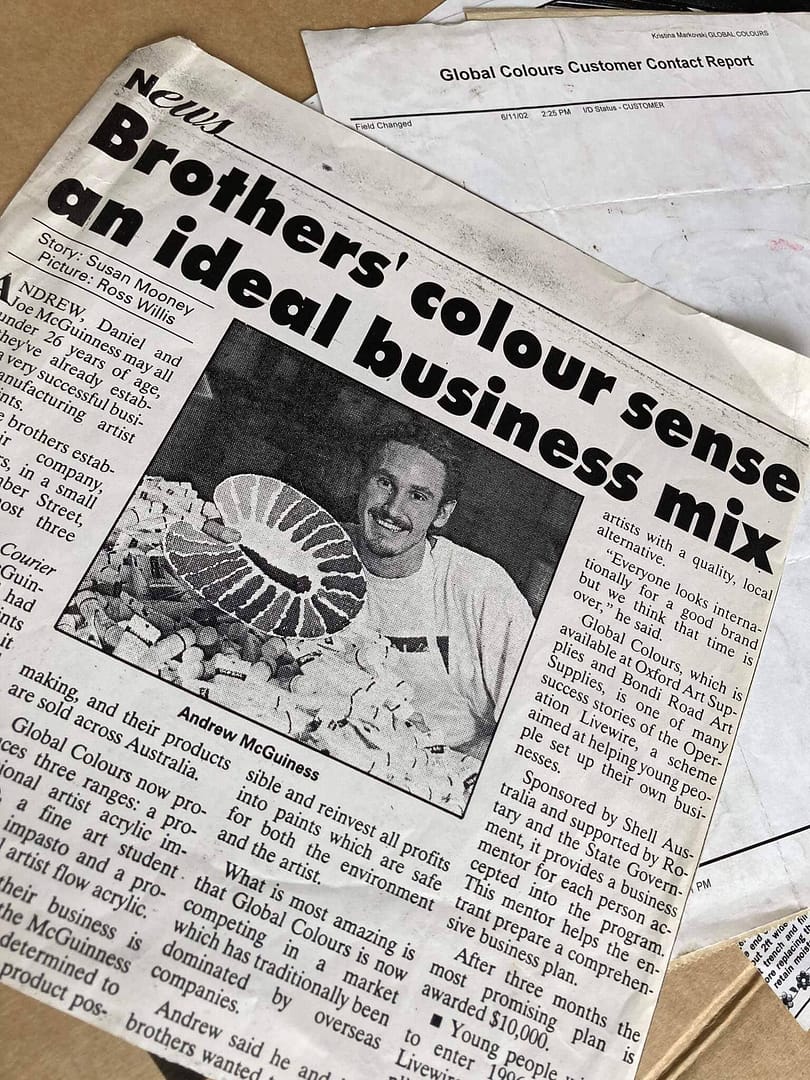 Kristina Markovski GLOBAL COLOURS
Global Colours Customer Contact Report
Field Changed 6/11/02 2:25 PM I/D Status - CUSTOMER
News
Brothers' colour sense
an ideal business mix
Story: Susan Mooney
Picture: Ross Willis
ANDREW, Daniel and
Joe McGuinness may all
under 26 years of age,
they've already estab-
a very successful busi-
anufacturing artist
nts.
e brothers estab-
ir company,
rs, in a small
ber Street,
ost three
Courier
Guin-
had
ints
it
making, and their products
are sold across Australia.
Global Colours now pro-
ces three ranges: a pro-
ional artist acrylic im-
a fine art student
impasto and a pro-
l artist flow acrylic.
their business is
the McGuinness
determined to
product pos-
Andrew McGuiness
sible and reinvest all profits
into paints which are safe
for both the environment
and the artist.
What is most amazing is
that Global Colours is now
competing in a market
which has traditionally been
dominated by overseas
companies.
Andrew said he and
brothers wanted
artists with a quality, local
alternative.
"Everyone looks interna-
tionally for a good brand
but we think that time is
over," he said.
Global Colours, which is
available at Oxford Art Sup-
plies and Bondi Road Art
Supplies, is one of many
success stories of the Oper-
ation Livewire, a scheme
aimed at helping young peo-
ple set up their own busi-
nesses.
Sponsored by Shell Aus-
tralia and supported by Ro-
tary and the State Govern-
ment, it provides a business
mentor for each person ac-
cepted into the program.
This mentor helps the en-
trant prepare a comprehen-
sive business plan.
After three months the
most promising plan is
awarded $10,000.
■ Young people
to enter
Livewire
PM
end
ut 2ft wide
trench and
ore replacing
retain